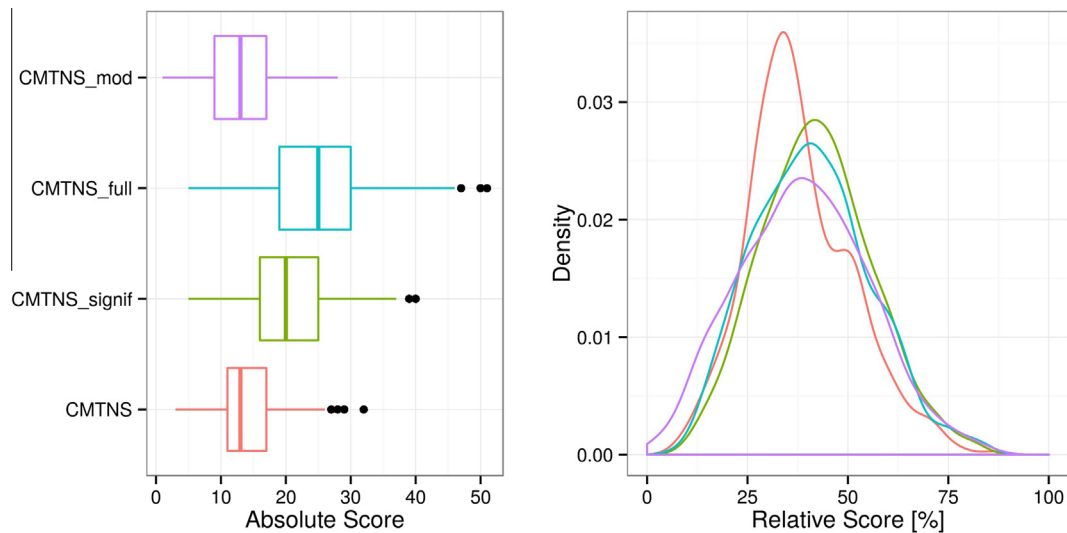 CMTNS_mod
CMTNS_full
CMTNS_signif
CMTNS
0 10 20 30 40 50
Absolute Score
Density
0.03
0.02
0.01
0.00
0 25 50 75 100
Relative Score [%]